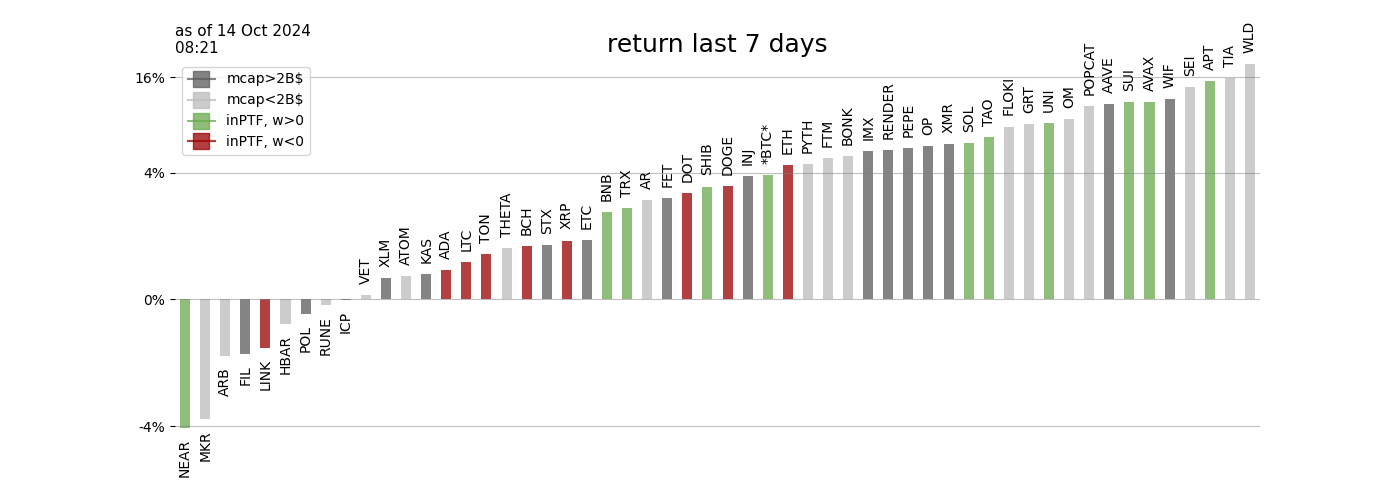 as of 14 Oct 2024
08:21
return last 7 days
mcap>2B$
mcap<2B$
inPTF, w>0
inPTF, w<0
16%
4%
0%
-4%
NEAR
MKR
ARB
FIL
LINK
HBAR
POL
RUNE
ICP
VET
XLM
ATOM
KAS
ADA
LTC
TON
THETA
BCH
STX
XRP
ETC
BNB
TRX
AR
FET
DOT
SHIB
DOGE
INJ
*BTC*
ETH
PYTH
FTM
BONK
IMX
RENDER
PEPE
OP
XMR
SOL
TAO
FLOKI
GRT
UNI
OM
POPCAT
AAVE
SUI
AVAX
WIF
SEI
APT
TIA
WLD